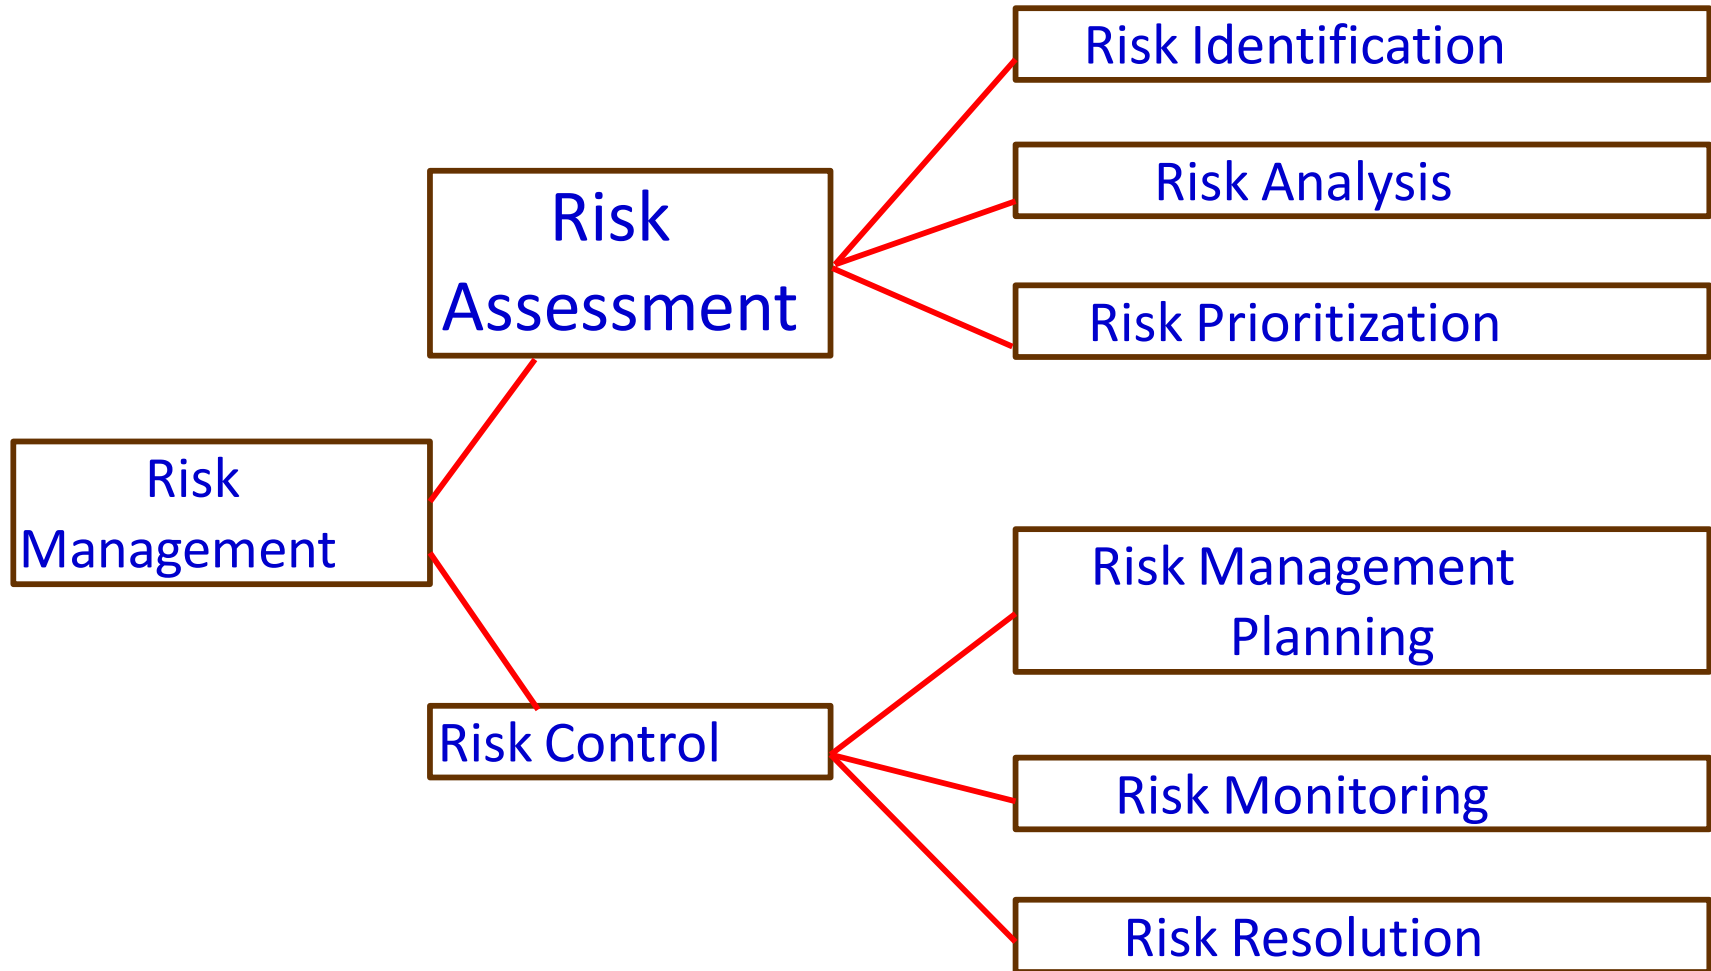 Risk
Management
Risk
Assessment
Risk Identification
Risk Analysis
Risk Prioritization
Risk Control
Risk Management
Planning
Risk Monitoring
Risk Resolution